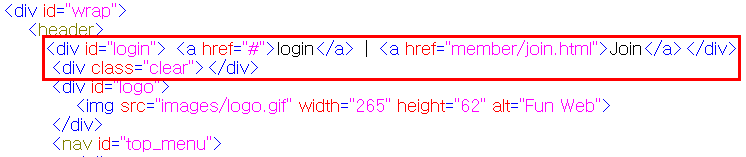 <div id="wrap">
<header>
<div id="login"> <a href="#">login</a> | <a href="member/join.html">Join</a></div>
<div class="clear"></div>
<div id="logo">
<img src="images/logo.gif" width="265" height="62" alt="Fun Web">
</div>
<nav id="top_menu">